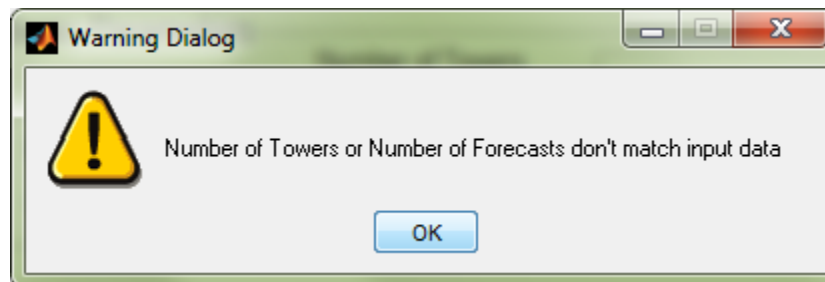 Warning Dialog
Number of Towers or Number of Forecasts don't match input data
OK